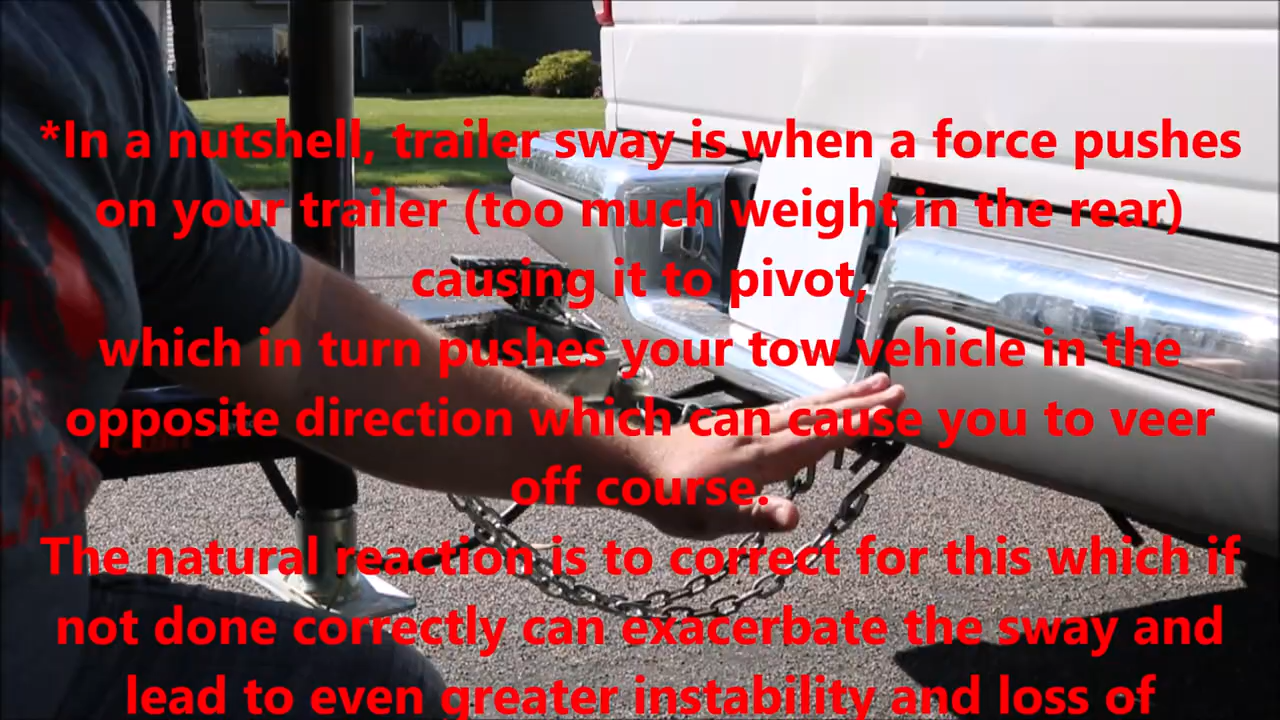 *In a nutshell, trailer sway is when a force pushes
on your trailer (too much weight in the rear)
causing it to pivot,
which in turn pushes your tow vehicle in the
opposite direction which can cause you to veer
off course.
The natural reaction is to correct for this which if
not done correctly can exacerbate the sway and
lead to even greater instability and loss of